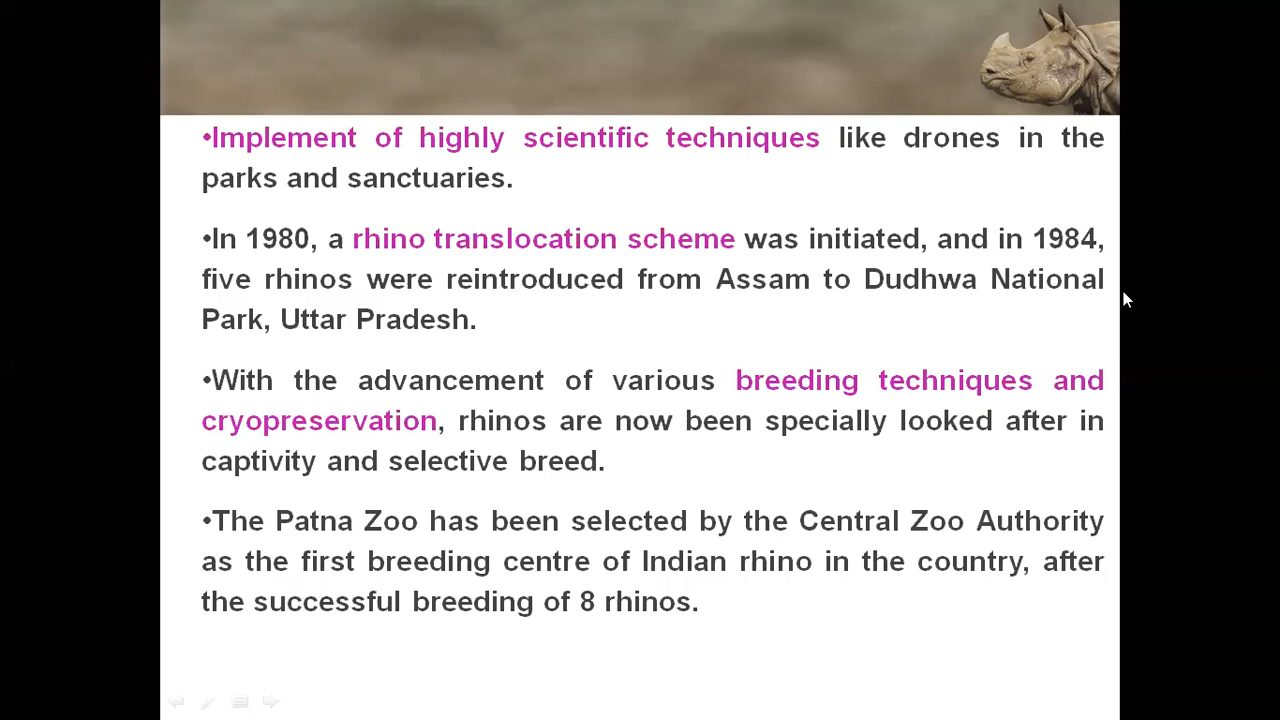 •Implement of highly scientific techniques like drones in the
parks and sanctuaries.
•In 1980, a rhino translocation scheme was initiated, and in 1984,
five rhinos were reintroduced from Assam to Dudhwa National
Park, Uttar Pradesh.
•With the advancement of various breeding techniques and
cryopreservation, rhinos are now been specially looked after in
captivity and selective breed.
•The Patna Zoo has been selected by the Central Zoo Authority
as the first breeding centre of Indian rhino in the country, after
the successful breeding of 8 rhinos.